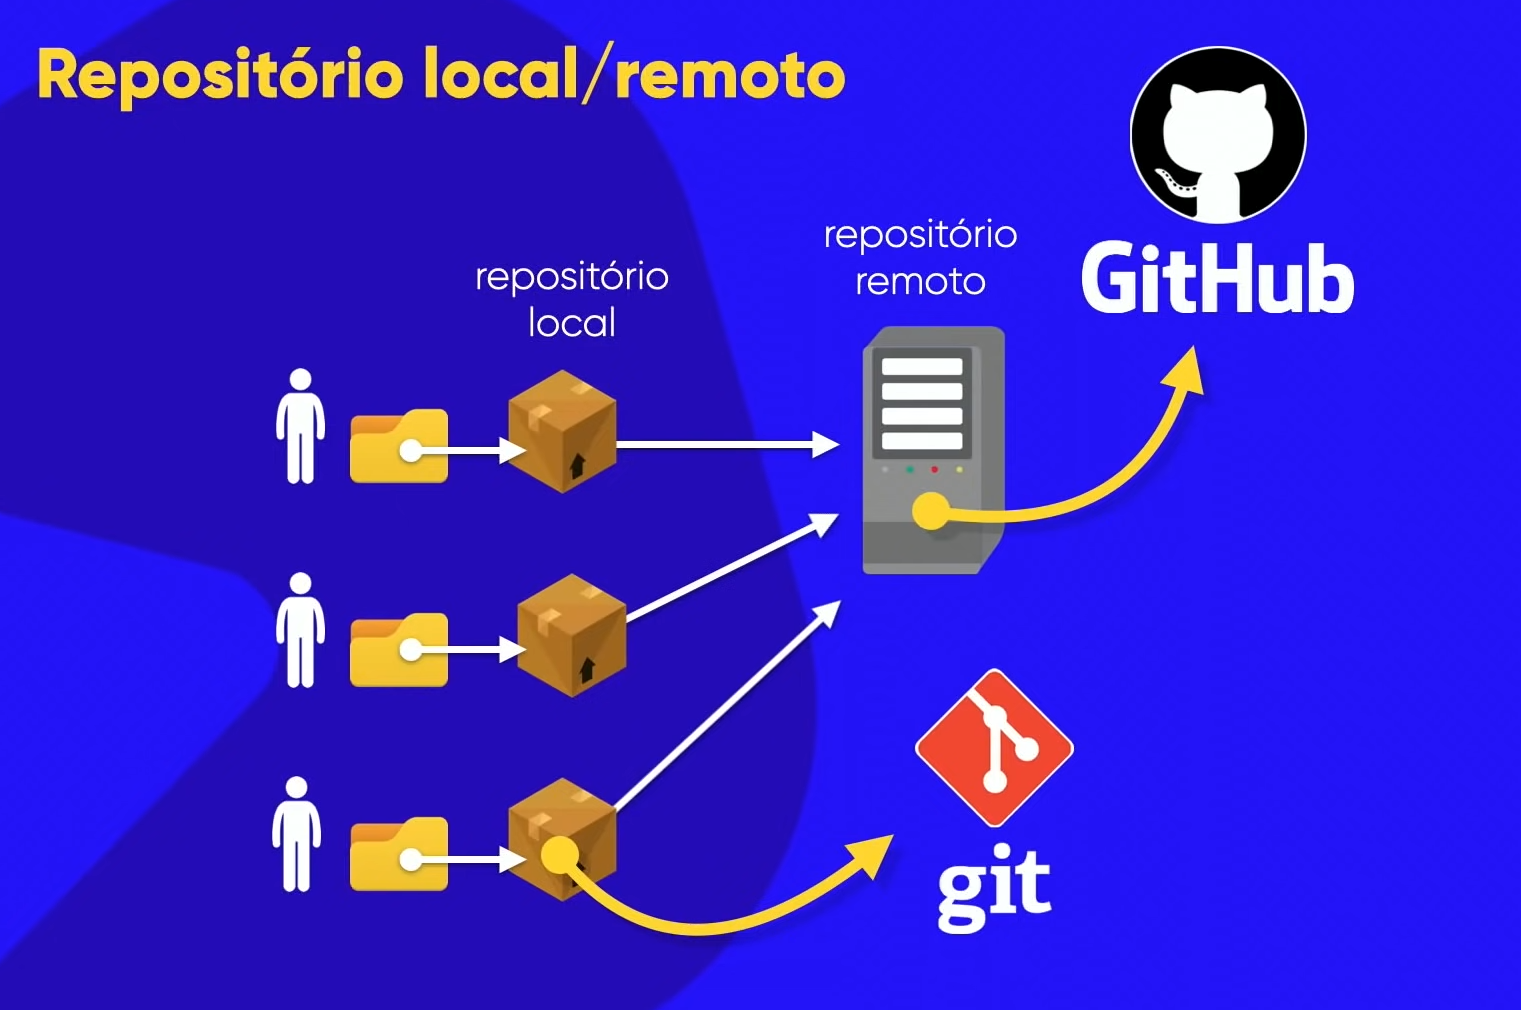 Repositório local/remoto
repositório
local
repositório
remoto
GitHub
git